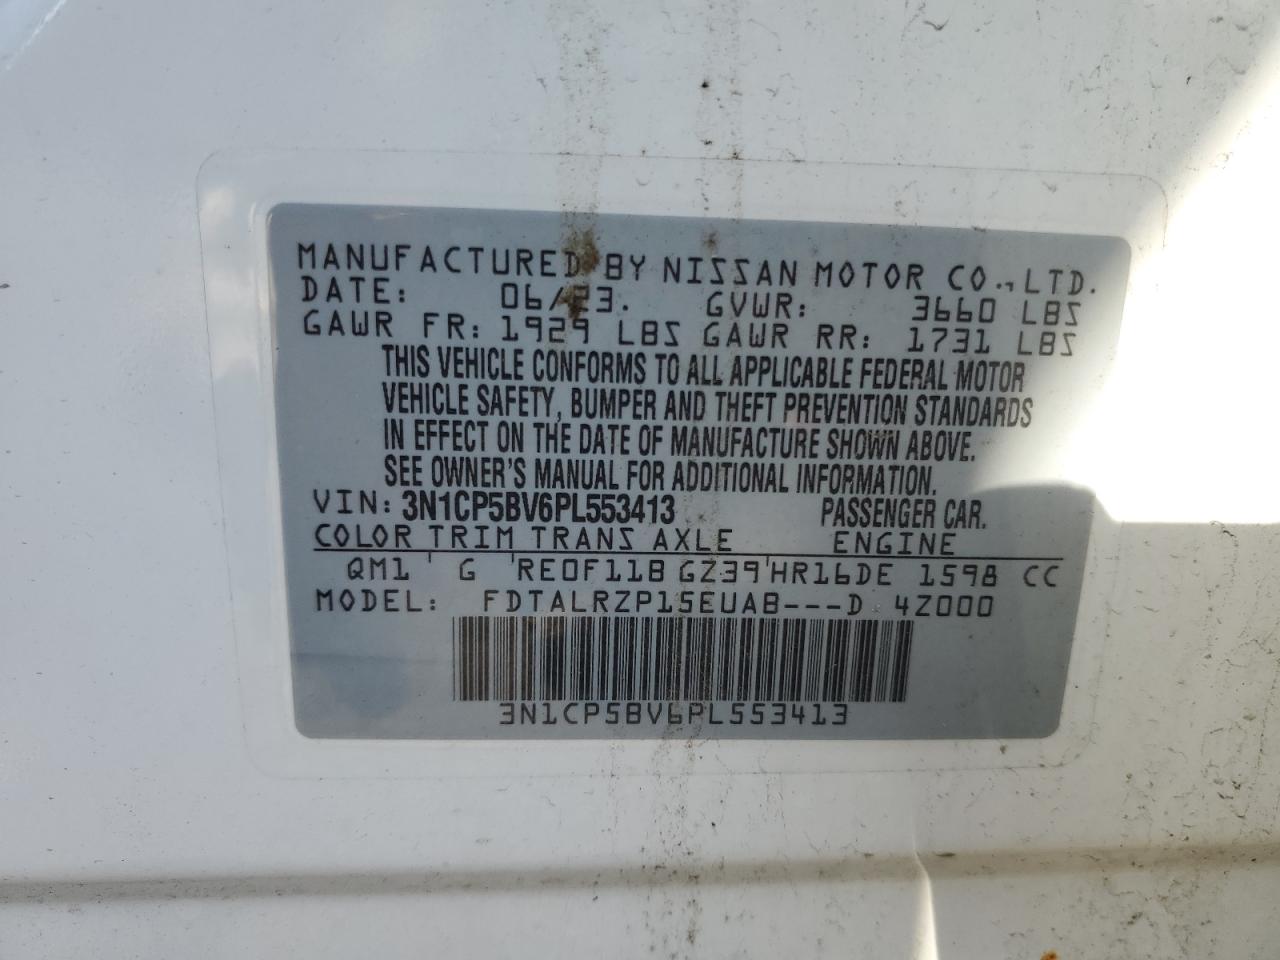 MANUFACTURED BY NISSAN MOTOR CO., LTD.
DATE: 06/23. GVWR: 3660 LBS
GAWR FR: 1929 LBS GAWR RR: 1731 LBS
THIS VEHICLE CONFORMS TO ALL APPLICABLE FEDERAL MOTOR
VEHICLE SAFETY, BUMPER AND THEFT PREVENTION STANDARDS
IN EFFECT ON THE DATE OF MANUFACTURE SHOWN ABOVE.
SEE OWNER'S MANUAL FOR ADDITIONAL INFORMATION.
VIN: 3N1CP5BV6PL553413 PASSENGER CAR.
COLOR TRIM TRANS AXLE ENGINE
QM1 ' G ' RE0F11B GZ39 ' HR16DE 1598 CC
MODEL: FDTALRZP15EUAB---D 4Z000
3N1CP5BV6PL553413